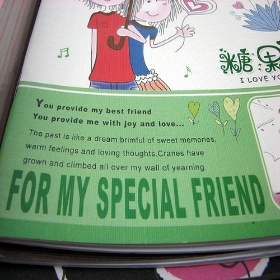 糖:果
I LOVE YO
You provide my best friend
You provide me with joy and love...
The past is like a dream brimful of sweet memories,
warm feelings and loving thoughts.Cranes have
grown and climbed all over my wall of yearning.
FOR MY SPECIAL FRIEND